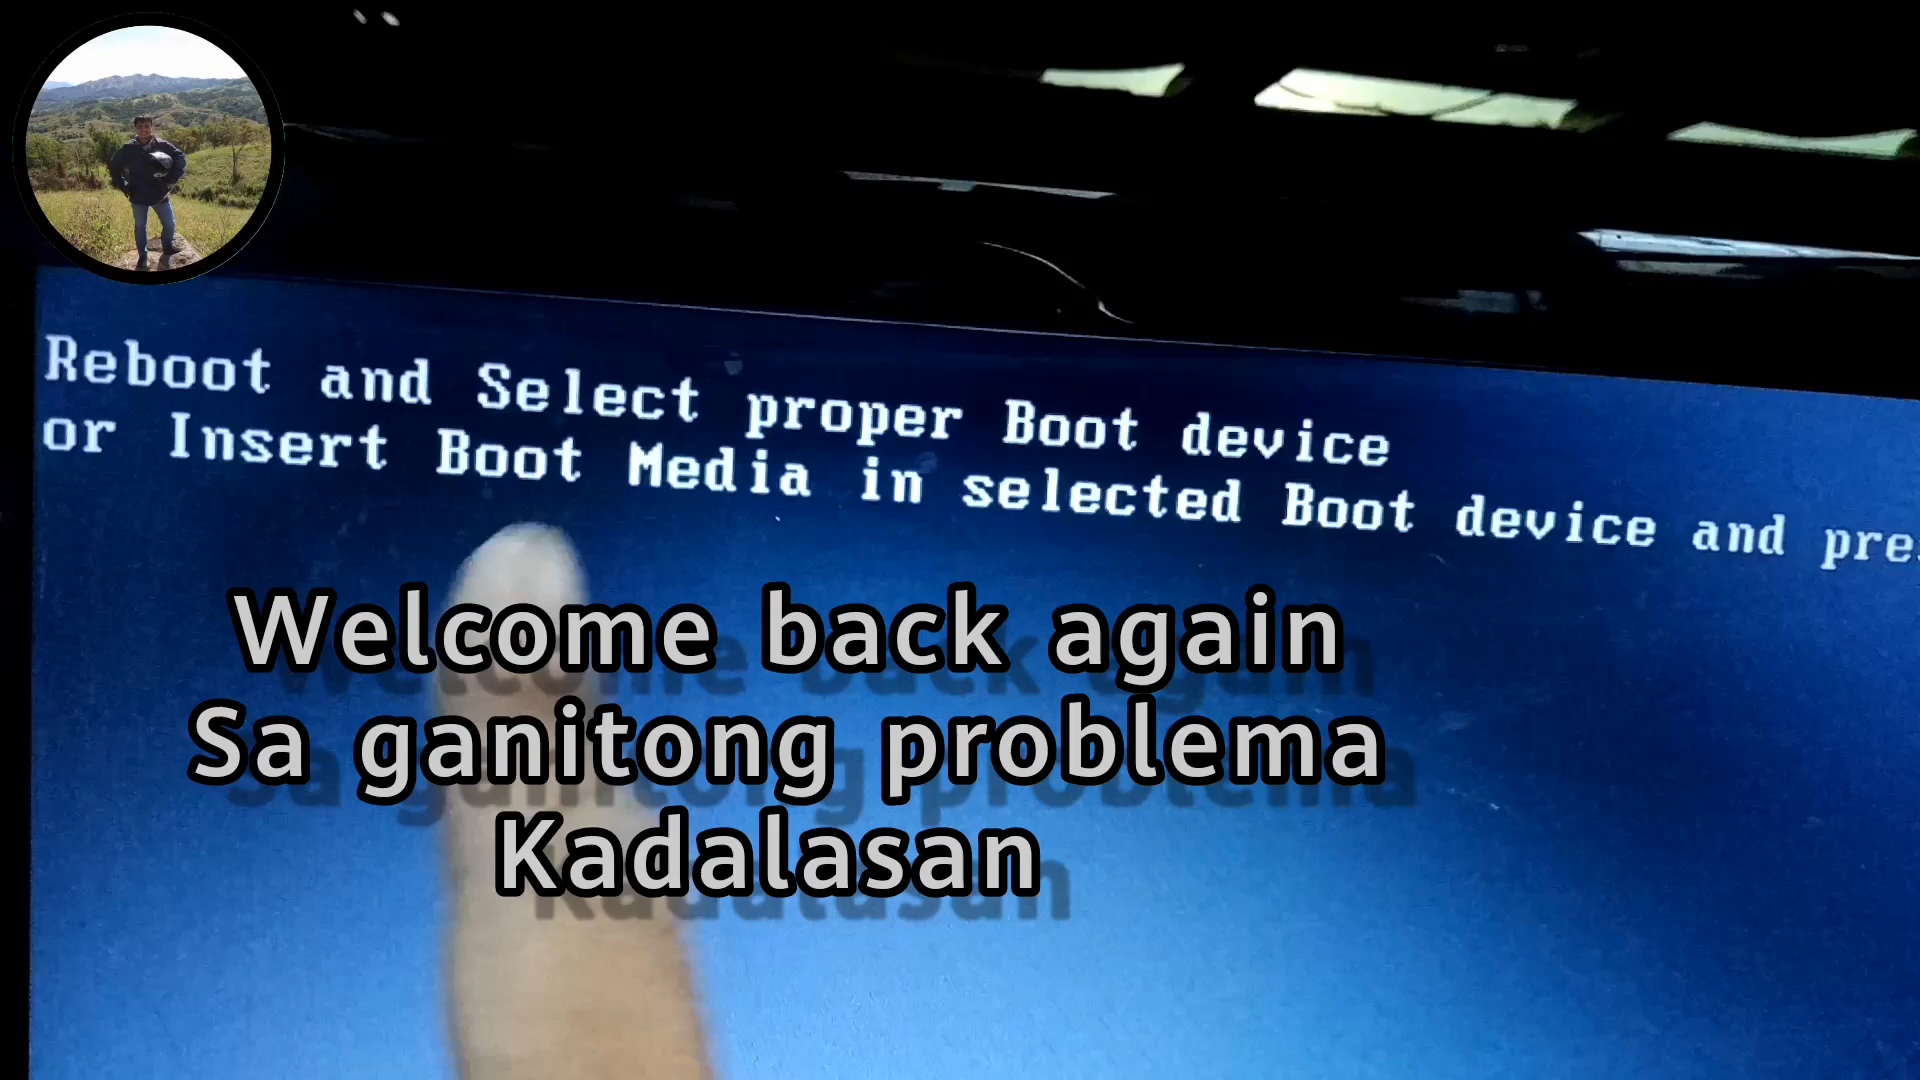 Reboot and Select proper Boot device
or Insert Boot Media in selected Boot device and pre
Welcome back again
Sa ganitong problema
Kadalasan